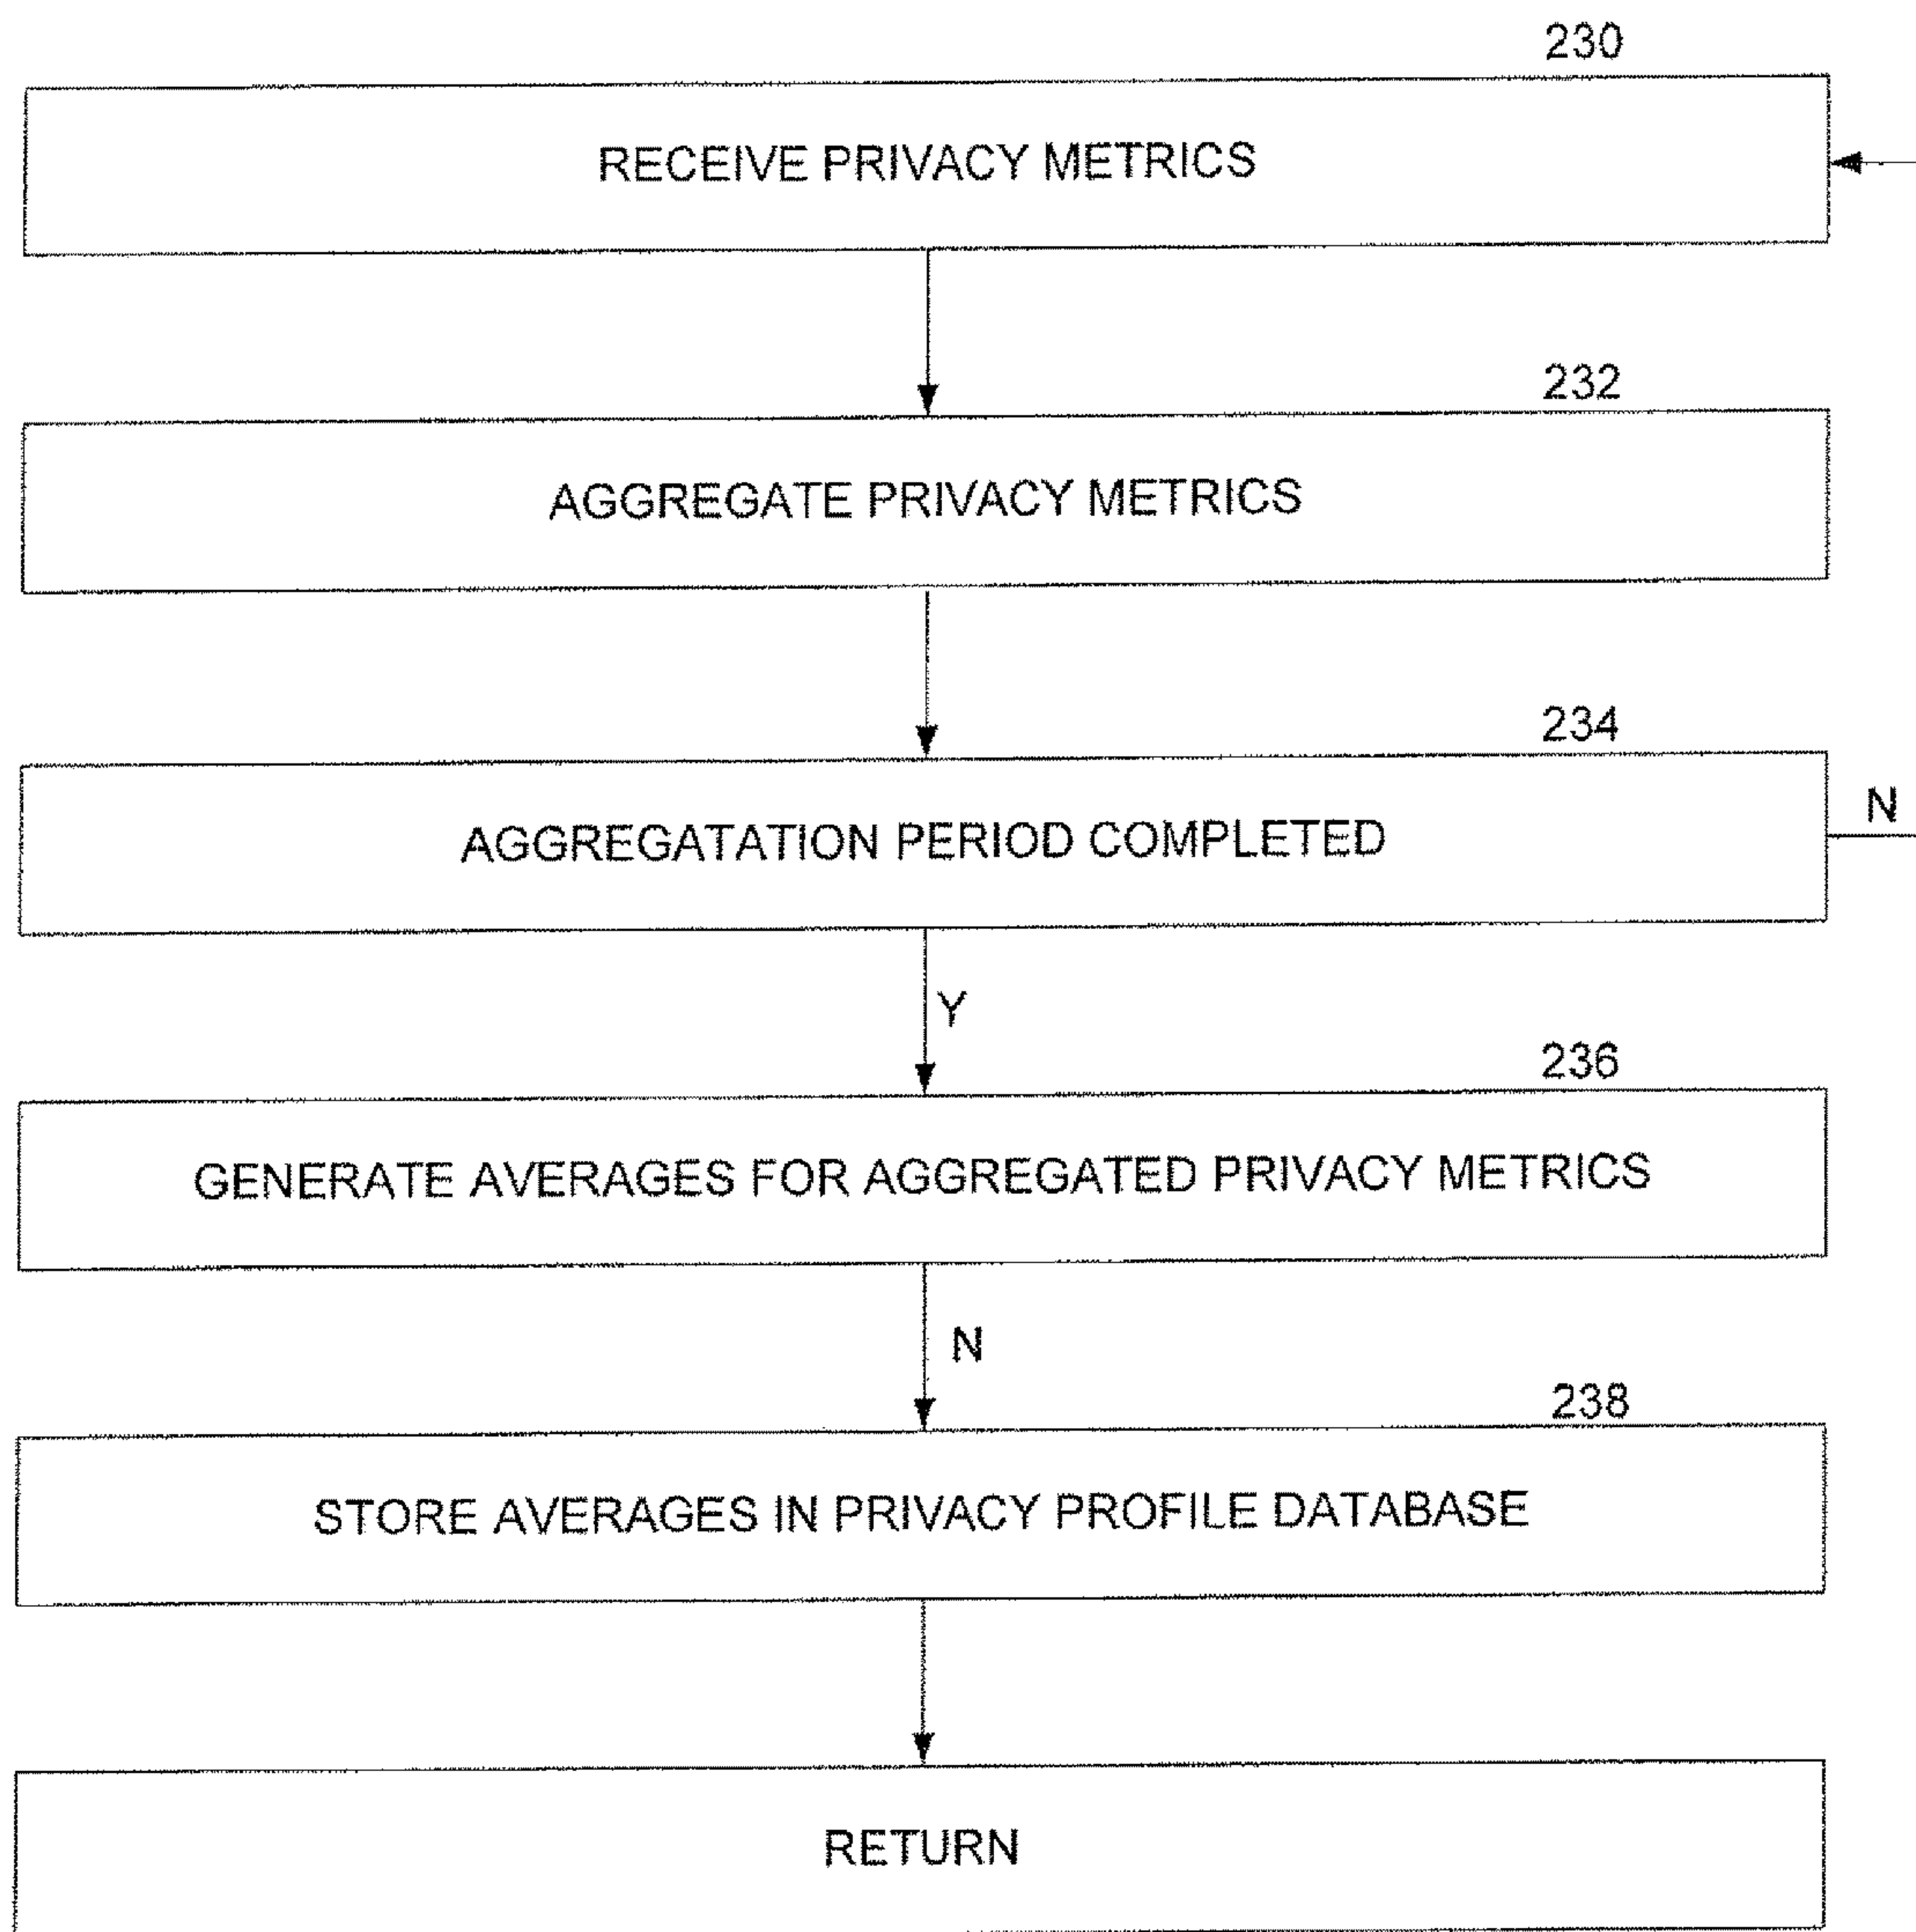 230
RECEIVE PRIVACY METRICS
232
AGGREGATE PRIVACY METRICS
234
AGGREGATATION PERIOD COMPLETED
N
Y
236
GENERATE AVERAGES FOR AGGREGATED PRIVACY METRICS
N
238
STORE AVERAGES IN PRIVACY PROFILE DATABASE
RETURN